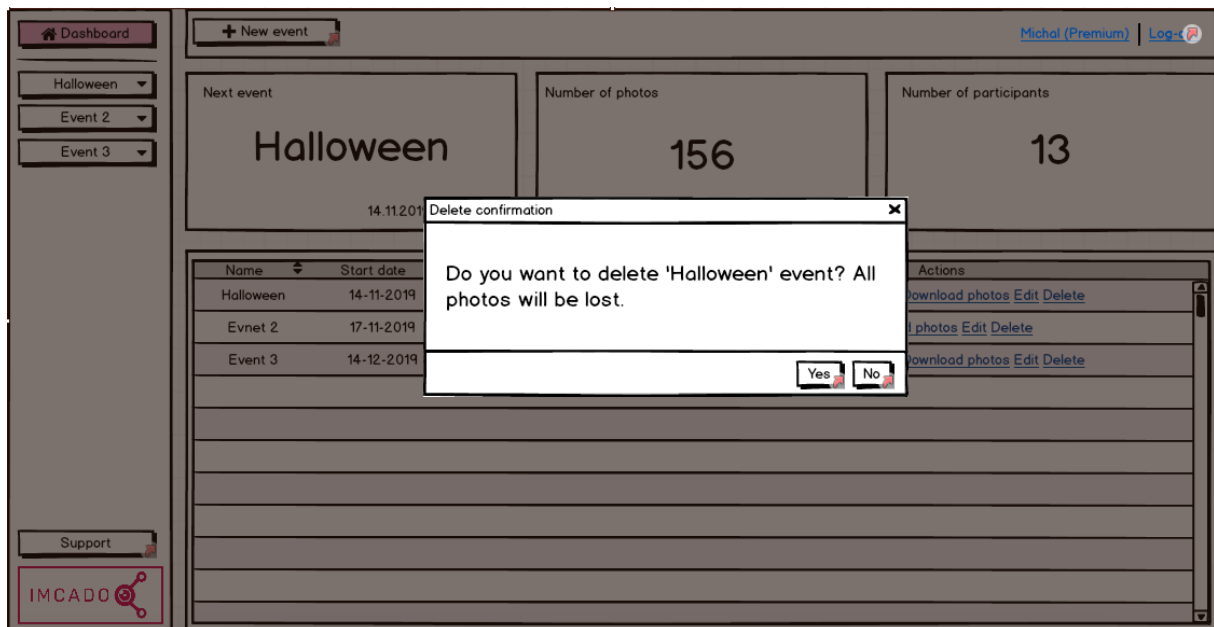 Dashboard
New event
Michal (Premium)
Halloween
Event 2
Event 3
Next event
Halloween
Number of photos
156
Number of participants
13
Delete confirmation
Do you want to delete 'Halloween' event? All
photos will be lost.
Yes No
Name Start date Actions
Halloween 14-11-2019 photos Edit Delete
Evnet 2 17-11-2019 photos Edit Delete
Event 3 14-12-2019 photos Edit Delete
Support
IMCADO